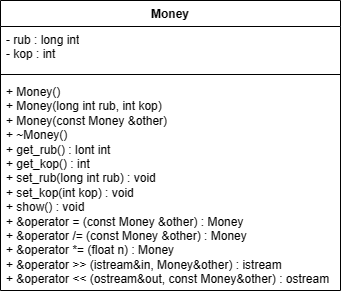 Money
- rub : long int
- kop : int
+ Money()
+ Money(long int rub, int kop)
+ Money(const Money &other)
+ ~Money()
+ get_rub() : lont int
+ get_kop() : int
+ set_rub(long int rub) : void
+ set_kop(int kop) : void
+ show() : void
+ &operator = (const Money &other) : Money
+ &operator /= (const Money &other) : Money
+ &operator *= (float n) : Money
+ &operator >> (istream&in, Money&other) : istream
+ &operator << (ostream&out, const Money&other) : ostream